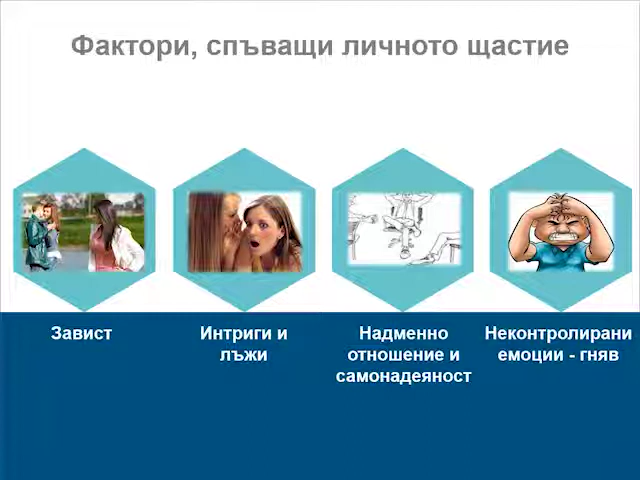 Фактори, спъващи личното щастие
Завист
Интриги и
лъжи
Надменно
отношение и
самонадеяност
Неконтролирани
емоции - гняв